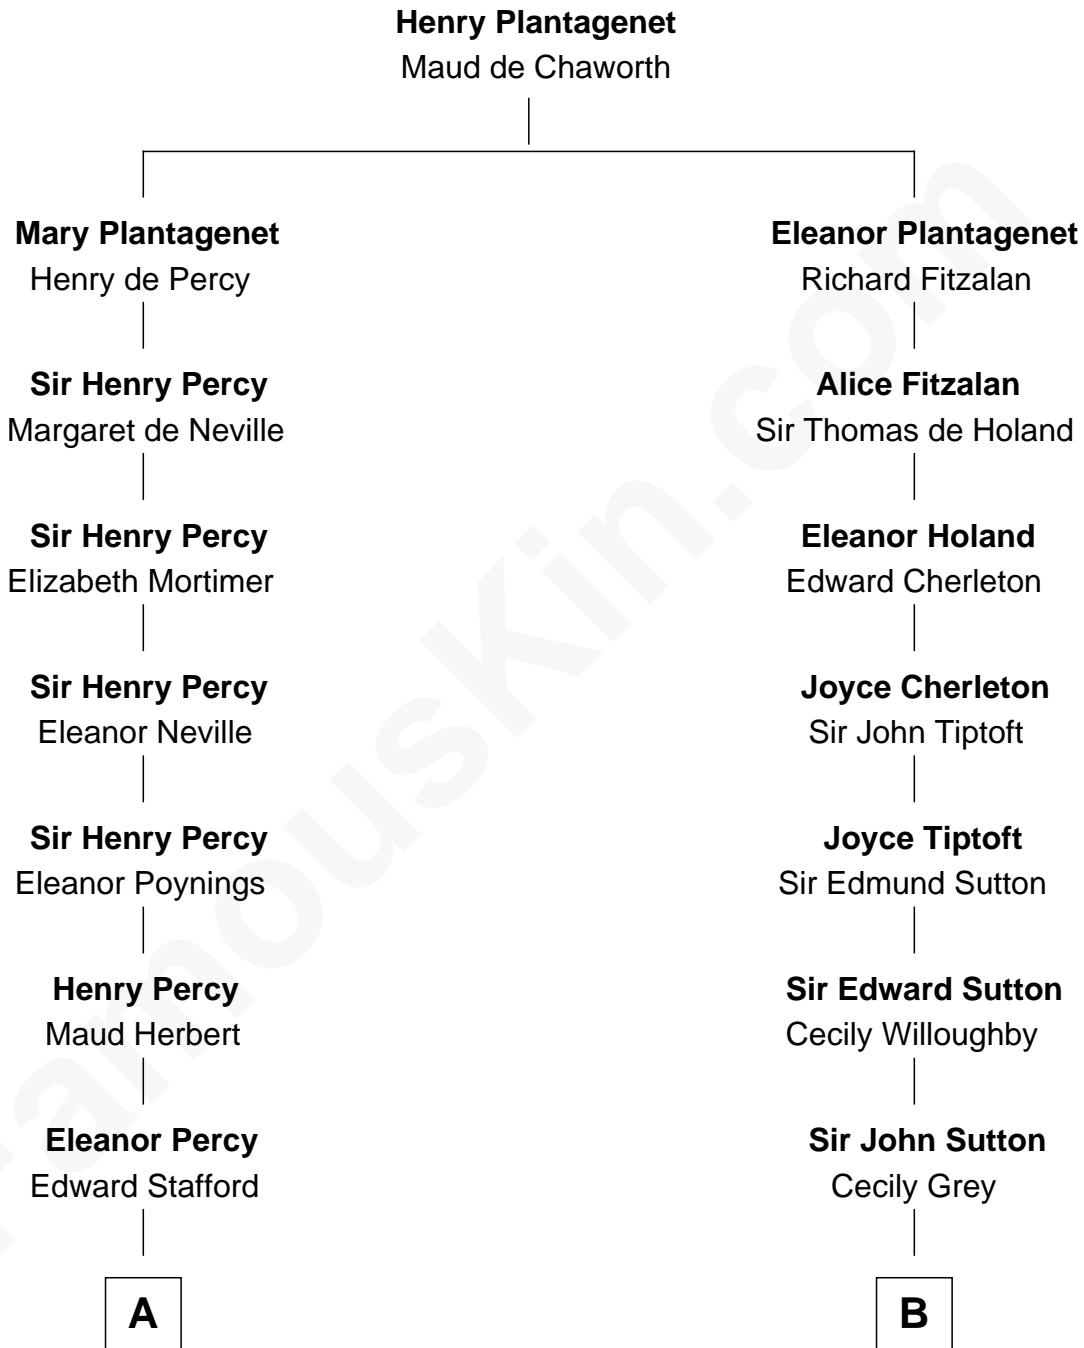 Henry Plantagenet
Maud de Chaworth
Mary Plantagenet
Henry de Percy
Sir Henry Percy
Margaret de Neville
Sir Henry Percy
Elizabeth Mortimer
Sir Henry Percy
Eleanor Neville
Sir Henry Percy
Eleanor Poynings
Henry Percy
Maud Herbert
Eleanor Percy
Edward Stafford
A
Eleanor Plantagenet
Richard Fitzalan
Alice Fitzalan
Sir Thomas de Holand
Eleanor Holand
Edward Cherleton
Joyce Cherleton
Sir John Tiptoft
Joyce Tiptoft
Sir Edmund Sutton
Sir Edward Sutton
Cecily Willoughby
Sir John Sutton
Cecily Grey
B
FamousKin.com